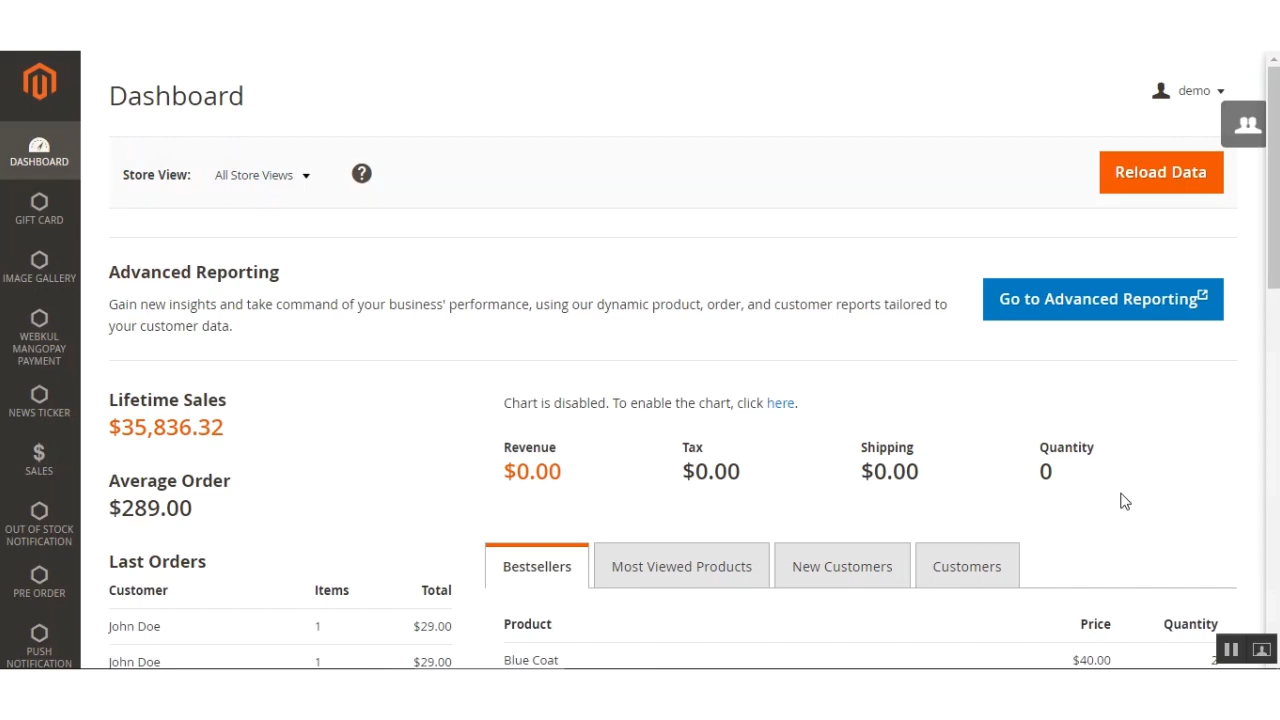 Dashboard
demo
DASHBOARD
Store View: All Store Views ?
Reload Data
GIFT CARD
IMAGE GALLERY
Advanced Reporting
Gain new insights and take command of your business' performance, using our dynamic product, order, and customer reports tailored to
your customer data.
Go to Advanced Reporting
WEBKUL
MANGOPAY
PAYMENT
NEWS TICKER
Lifetime Sales
$35,836.32
Chart is disabled. To enable the chart, click here.
Revenue Tax Shipping Quantity
$0.00 $0.00 $0.00 0
$
SALES
Average Order
$289.00
OUT OF STOCK
NOTIFICATION
PRE ORDER
PUSH
NOTIFICATION
Last Orders
Customer Items Total
John Doe 1 $29.00
John Doe 1 $29.00
Bestsellers Most Viewed Products New Customers Customers
Product Price Quantity
Blue Coat $40.00